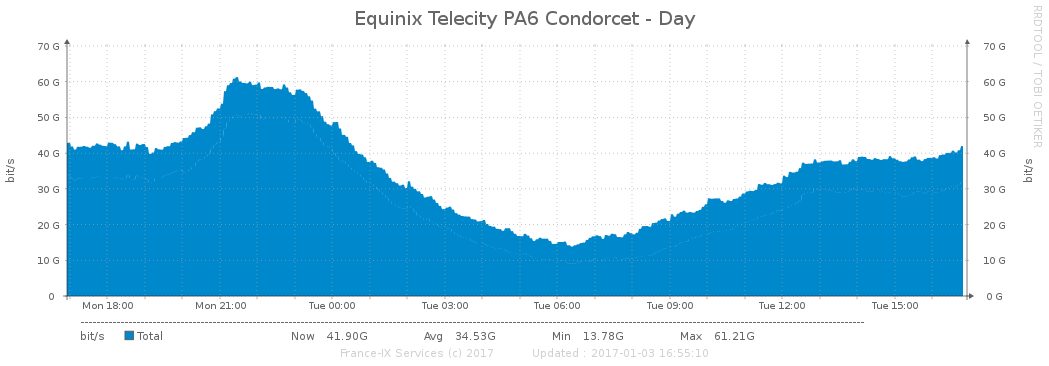 Equinix Telecity PA6 Condorcet - Day
RRDTOOL / TOBI OETIKER
bit/s
70 G 70 G
60 G 60 G
50 G 50 G
40 G 40 G
30 G 30 G
20 G 20 G
10 G 10 G
0 0 G
bit/s
Mon 18:00 Mon 21:00 Tue 00:00 Tue 03:00 Tue 06:00 Tue 09:00 Tue 12:00 Tue 15:00
bit/s Total Now 41.90G Avg 34.53G Min 13.78G Max 61.21G
France-IX Services (c) 2017 Updated : 2017-01-03 16:55:10